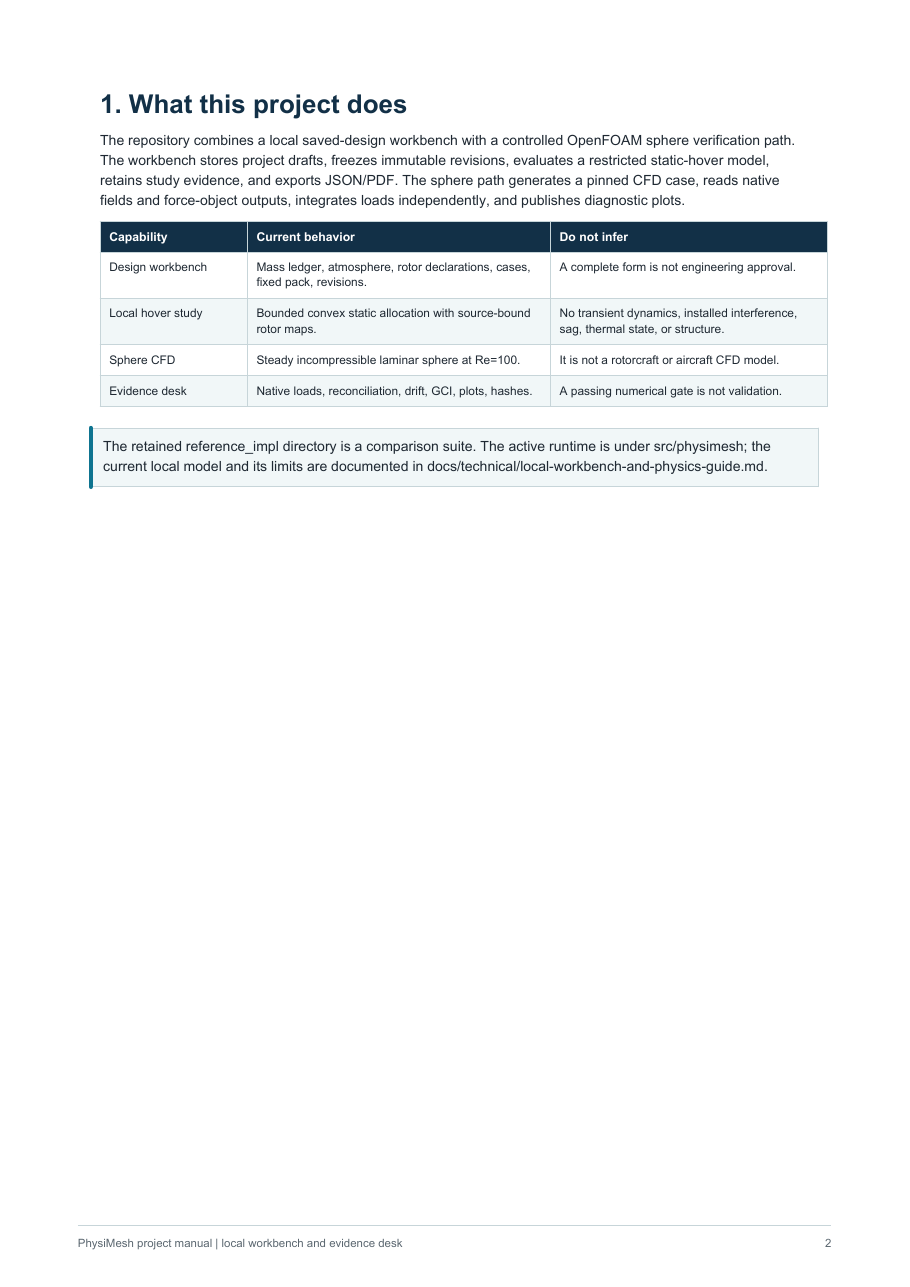 1. What this project does
The repository combines a local saved-design workbench with a controlled OpenFOAM sphere verification path.
The workbench stores project drafts, freezes immutable revisions, evaluates a restricted static-hover model,
retains study evidence, and exports JSON/PDF. The sphere path generates a pinned CFD case, reads native
fields and force-object outputs, integrates loads independently, and publishes diagnostic plots.
Capability Current behavior Do not infer
Design workbench Mass ledger, atmosphere, rotor declarations, cases, A complete form is not engineering approval.
fixed pack, revisions.
Local hover study Bounded convex static allocation with source-bound No transient dynamics, installed interference,
rotor maps. sag, thermal state, or structure.
Sphere CFD Steady incompressible laminar sphere at Re=100. It is not a rotorcraft or aircraft CFD model.
Evidence desk Native loads, reconciliation, drift, GCI, plots, hashes. A passing numerical gate is not validation.
The retained reference_impl directory is a comparison suite. The active runtime is under src/physimesh; the
current local model and its limits are documented in docs/technical/local-workbench-and-physics-guide.md.
PhysiMesh project manual | local workbench and evidence desk 2